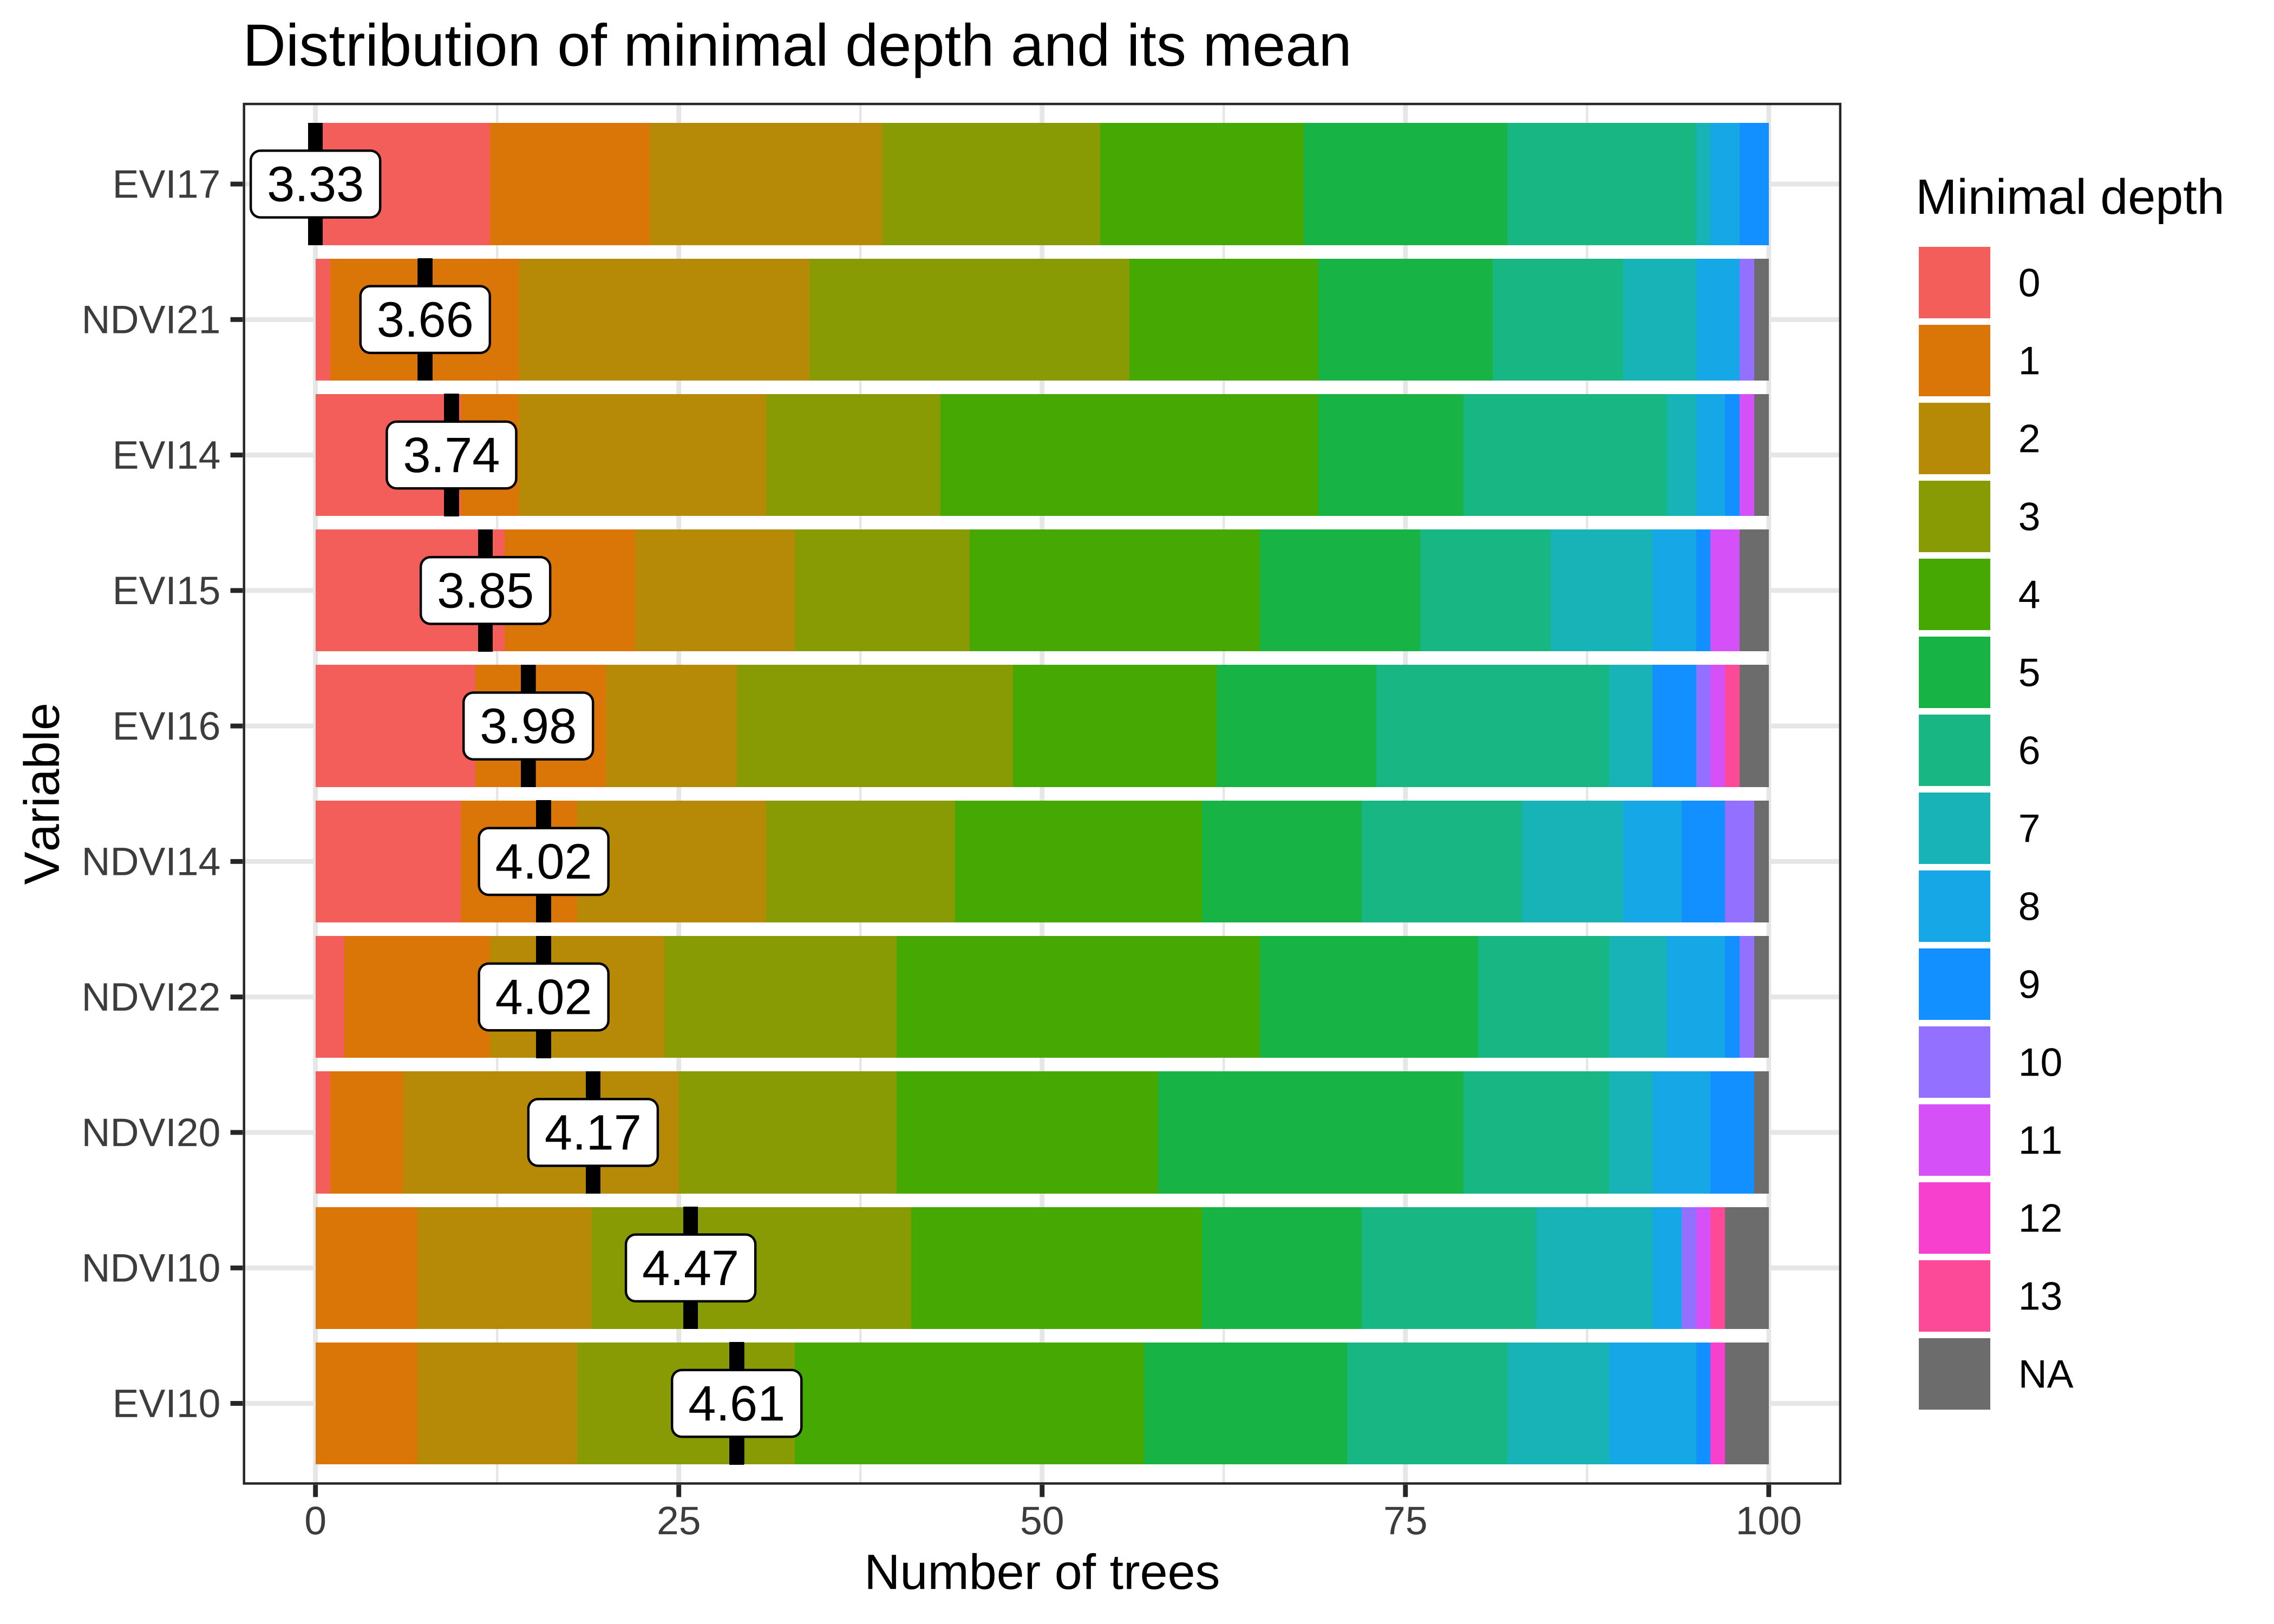 Distribution of minimal depth and its mean
EVI17
3.33
NDVI21
3.66
EVI14
3.74
EVI15
3.85
EVI16
3.98
NDVI14
4.02
NDVI22
4.02
NDVI20
4.17
NDVI10
4.47
EVI10
4.61
Variable
0 25 50 75 100
Number of trees
Minimal depth
0
1
2
3
4
5
6
7
8
9
10
11
12
13
NA